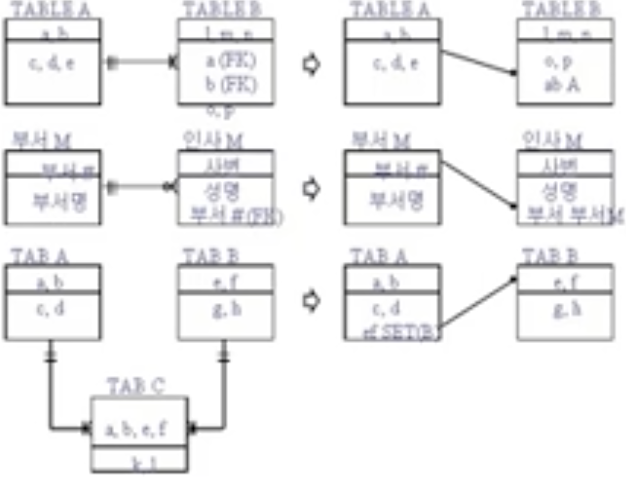 TABLE A
a, b
c, d, e
TABLE B
l, m, n
a (FK)
b (FK)
o, p
TABLE A
a, b
c, d, e
TABLE B
l, m, n
o, p
ab A
부서 M
부서 #
부서명
인사 M
사번
성명
부서 #(FK)
부서 M
부서 #
부서명
인사 M
사번
성명
부서 부서M
TAB A
a, b
c, d
TAB B
e, f
g, h
TAB A
a, b
c, d
ef SET(B
TAB B
e, f
g, h
TAB C
a, b, e, f
k, l